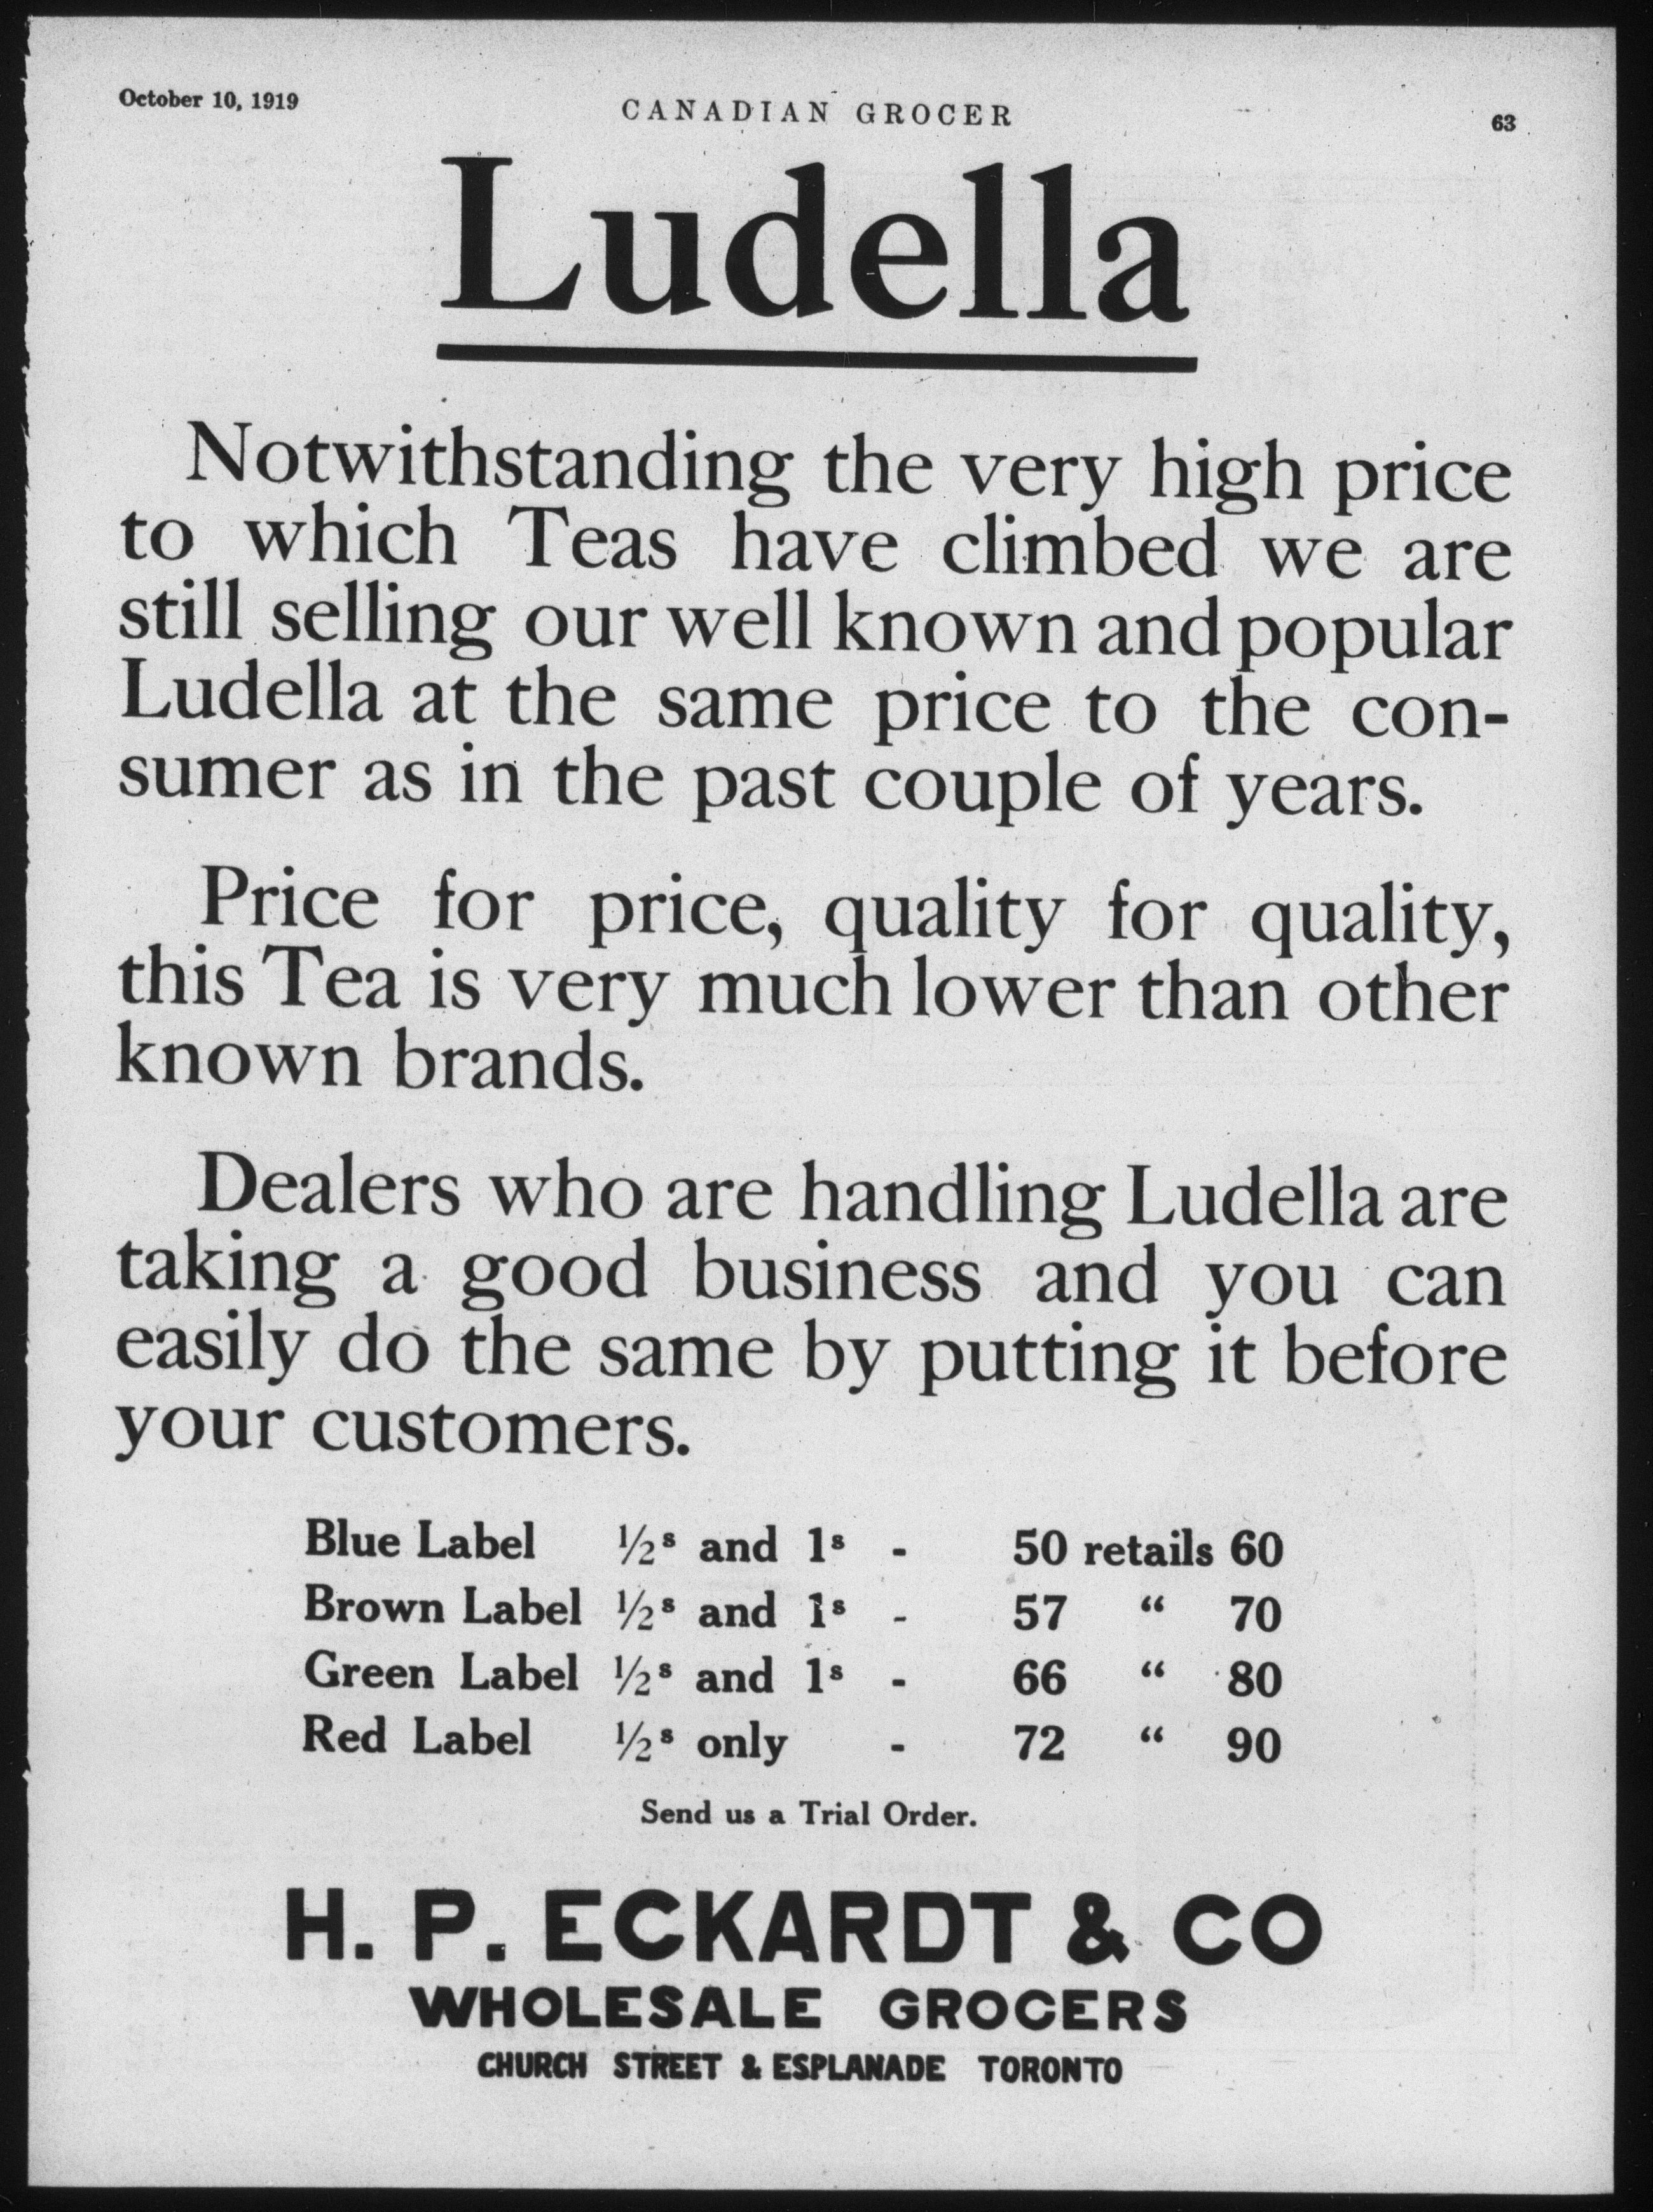 October 10, 1919
CANADIAN GROCER
63
Ludella
Notwithstanding the very high price
to which Teas have climbed we are
still selling our well known and popular
Ludella at the same price to the con-
sumer as in the past couple of years.
Price for price, quality for quality,
this Tea is very much lower than other
known brands.
Dealers who are handling Ludella are
taking a good business and you can
easily do the same by putting it before
your customers.
Blue Label ½s and 1s - 50 retails 60
Brown Label ½s and 1s - 57 “ 70
Green Label ½s and 1s - 66 “ 80
Red Label ½s only - 72 “ 90
Send us a Trial Order.
H. P. ECKARDT & CO
WHOLESALE GROCERS
CHURCH STREET & ESPLANADE TORONTO